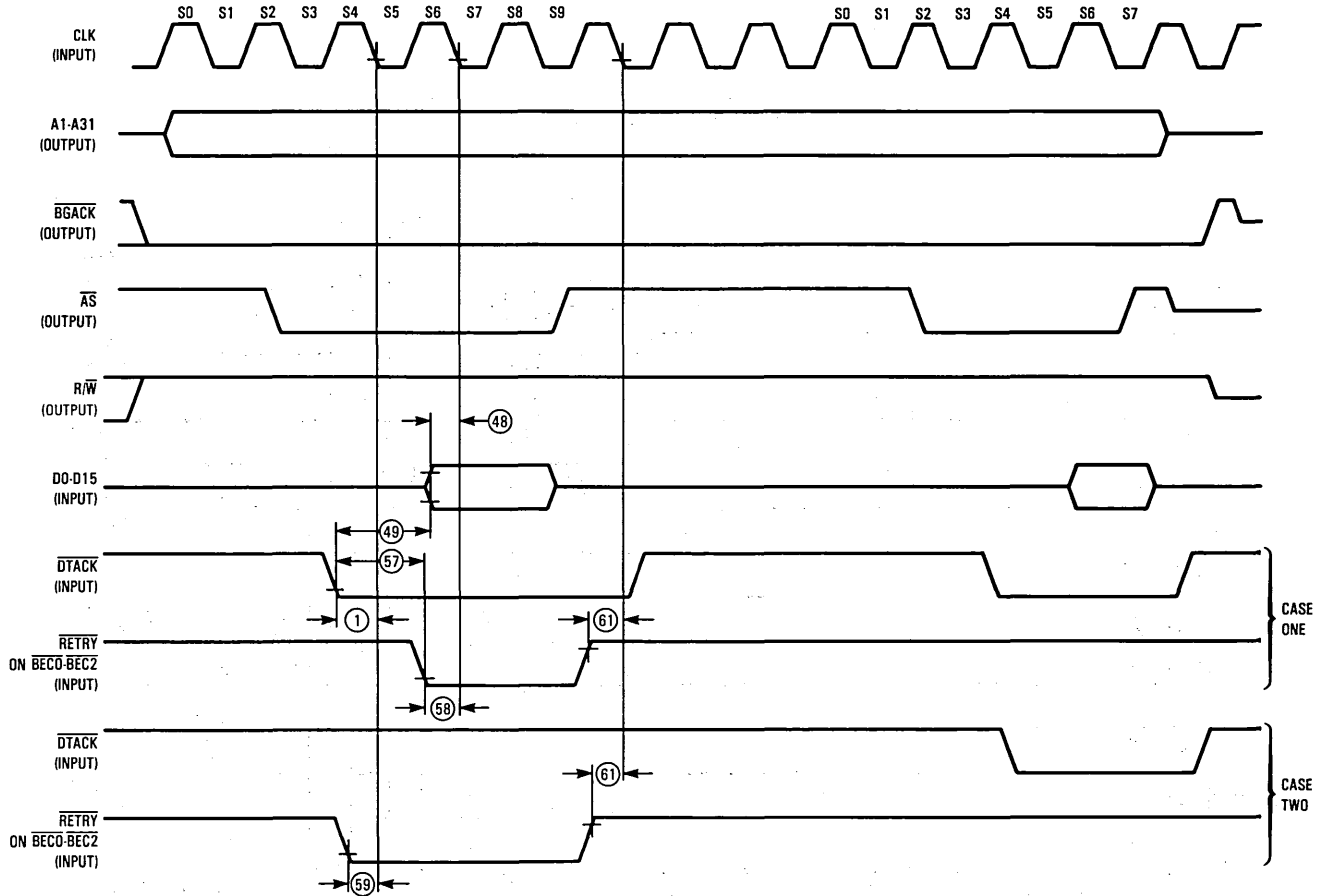 S0 S1 S2 S3 S4 S5 S6 S7 S8 S9 S0 S1 S2 S3 S4 S5 S6 S7
CLK
(INPUT)
A1-A31
(OUTPUT)
BGACK
(OUTPUT)
AS
(OUTPUT)
R/W
(OUTPUT)
48
D0-D15
(INPUT)
49
57
DTACK
(INPUT)
1
61
CASE
ONE
RETRY
ON BEC0-BEC2
(INPUT)
58
DTACK
(INPUT)
61
CASE
TWO
RETRY
ON BEC0-BEC2
(INPUT)
59